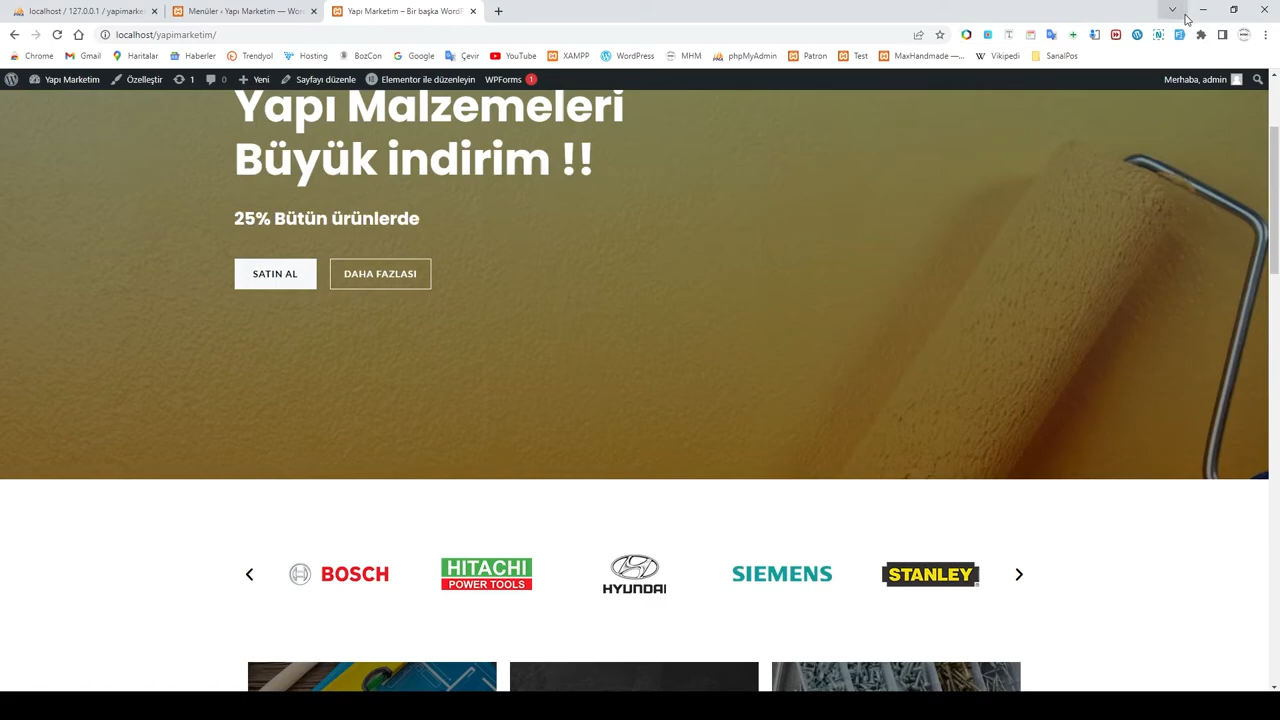 localhost / 127.0.0.1 / yapimarke
Menüler ‹ Yapı Marketim — Word
Yapı Marketim – Bir başka WordP
localhost/yapimarketim/
Chrome
Gmail
Haritalar
Haberler
Trendyol
Hosting
BozCon
Google
Çevir
YouTube
XAMPP
WordPress
MHM
phpMyAdmin
Patron
Test
MaxHandmade —...
Vikipedi
SanalPos
Yapı Marketim
Özelleştir
1
0
Yeni
Sayfayı düzenle
Elementor ile düzenleyin
WPForms 1
Merhaba, admin
Yapı Malzemeleri
Büyük indirim !!
25% Bütün ürünlerde
SATIN AL
DAHA FAZLASI
BOSCH
HITACHI
POWER TOOLS
HYUNDAI
SIEMENS
STANLEY